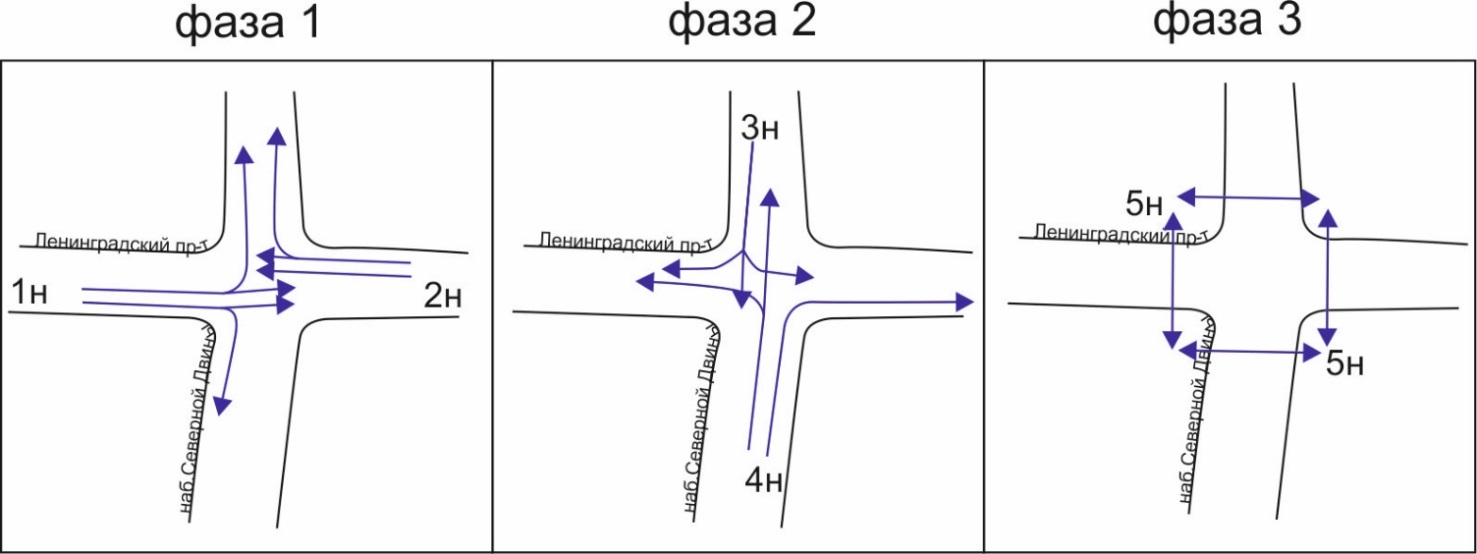 фаза 1
фаза 2
фаза 3
Ленинградский пр-т
1н
2н
наб.Северной Двины
3н
Ленинградский пр-т
4н
наб.Северной Двины
5н
Ленинградский пр-т
5н
наб.Северной Двины